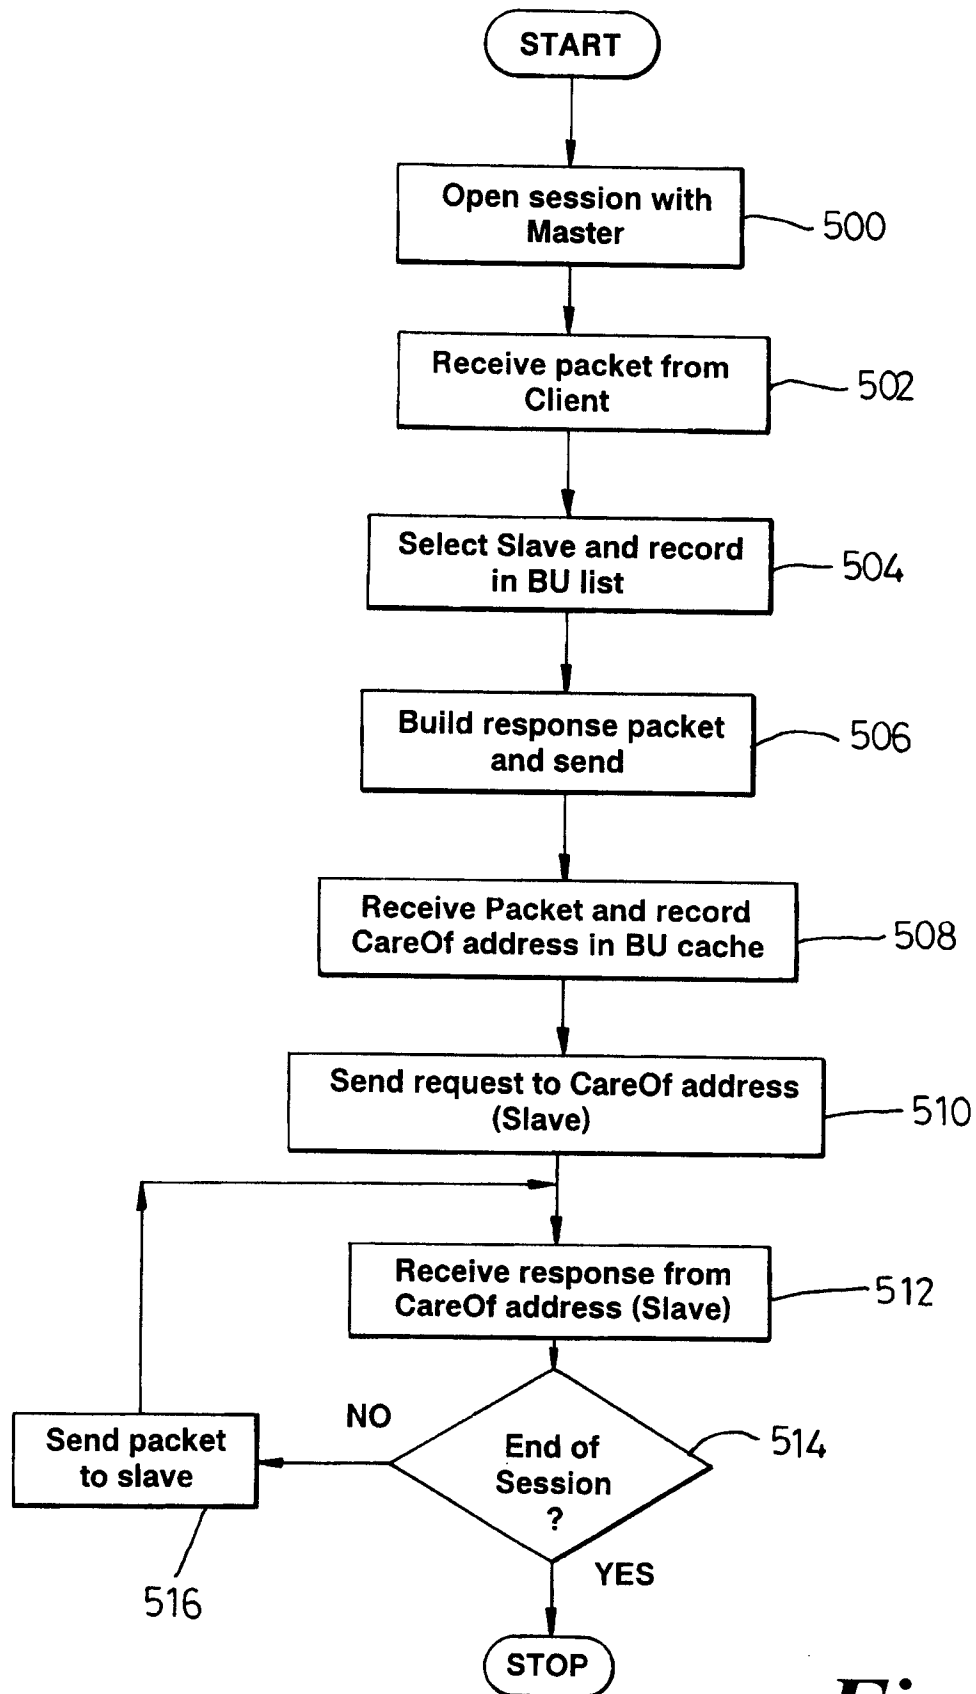 START
Open session with
Master
500
Receive packet from
Client
502
Select Slave and record
in BU list
504
Build response packet
and send
506
Receive Packet and record
CareOf address in BU cache
508
Send request to CareOf address
(Slave)
510
Receive response from
CareOf address (Slave)
512
NO
Send packet
to slave
End of
Session
?
514
516
YES
STOP